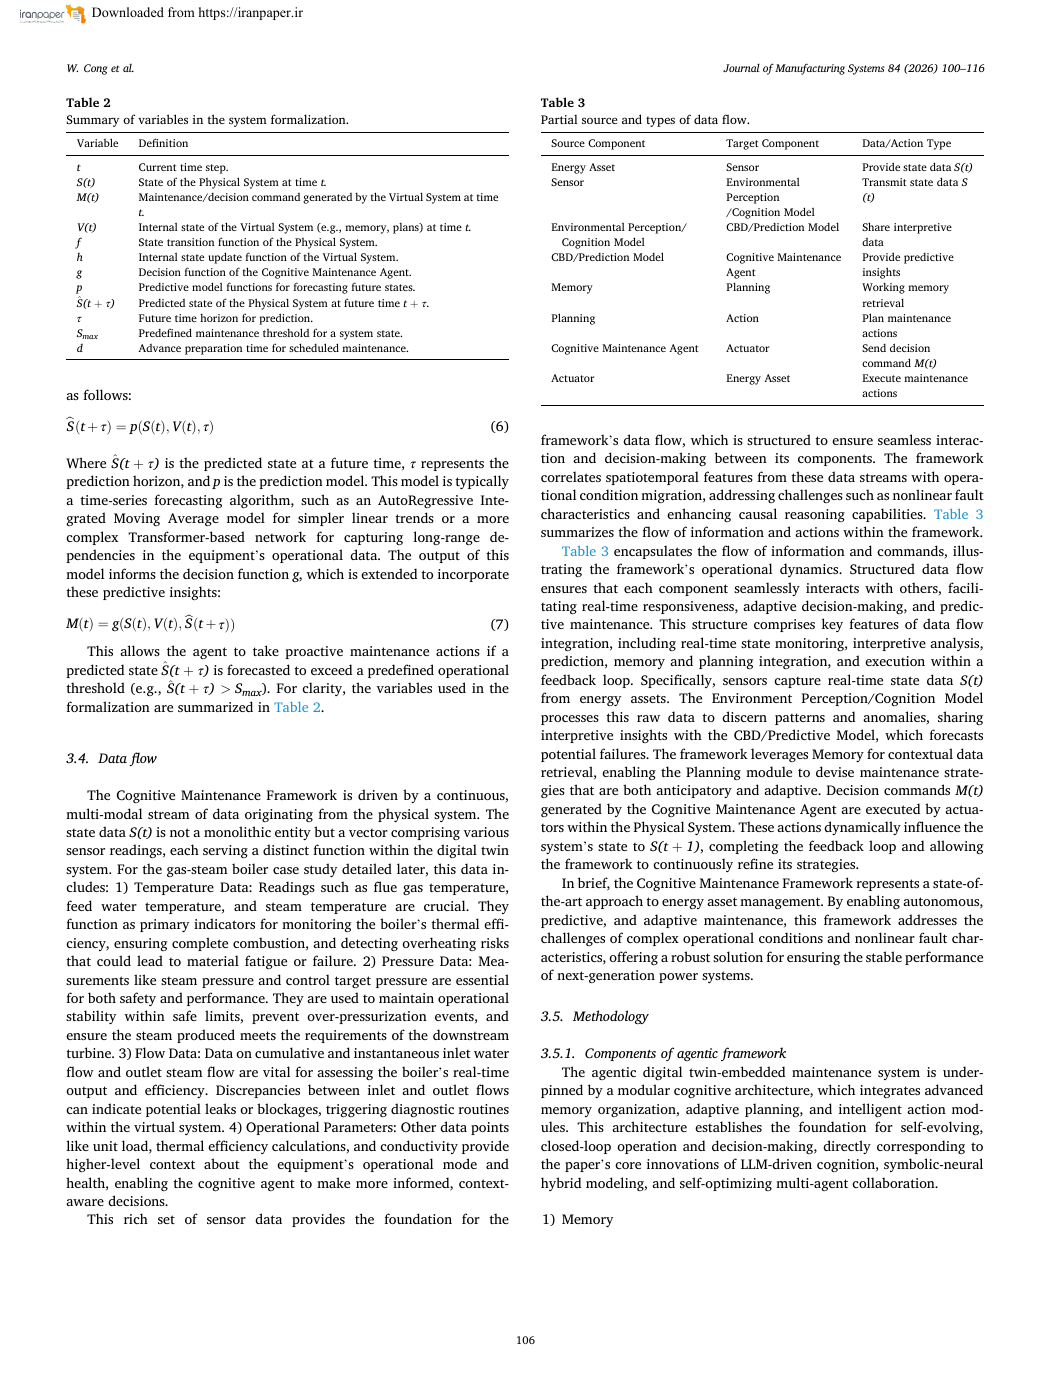 iranpaper Downloaded from https://iranpaper.ir
W. Cong et al.
Journal of Manufacturing Systems 84 (2026) 100–116
Table 2
Summary of variables in the system formalization.
Variable Definition
t Current time step.
S(t) State of the Physical System at time t.
M(t) Maintenance/decision command generated by the Virtual System at time
t.
V(t) Internal state of the Virtual System (e.g., memory, plans) at time t.
f State transition function of the Physical System.
h Internal state update function of the Virtual System.
g Decision function of the Cognitive Maintenance Agent.
p Predictive model functions for forecasting future states.
Ŝ(t + τ) Predicted state of the Physical System at future time t + τ.
τ Future time horizon for prediction.
Smax Predefined maintenance threshold for a system state.
d Advance preparation time for scheduled maintenance.
as follows:
Ŝ(t + τ) = p(S(t), V(t), τ) (6)
Where Ŝ(t + τ) is the predicted state at a future time, τ represents the
prediction horizon, and p is the prediction model. This model is typically
a time-series forecasting algorithm, such as an AutoRegressive Inte-
grated Moving Average model for simpler linear trends or a more
complex Transformer-based network for capturing long-range de-
pendencies in the equipment's operational data. The output of this
model informs the decision function g, which is extended to incorporate
these predictive insights:
M(t) = g(S(t), V(t), Ŝ(t + τ)) (7)
This allows the agent to take proactive maintenance actions if a
predicted state Ŝ(t + τ) is forecasted to exceed a predefined operational
threshold (e.g., Ŝ(t + τ) > Smax). For clarity, the variables used in the
formalization are summarized in Table 2.
3.4. Data flow
The Cognitive Maintenance Framework is driven by a continuous,
multi-modal stream of data originating from the physical system. The
state data S(t) is not a monolithic entity but a vector comprising various
sensor readings, each serving a distinct function within the digital twin
system. For the gas-steam boiler case study detailed later, this data in-
cludes: 1) Temperature Data: Readings such as flue gas temperature,
feed water temperature, and steam temperature are crucial. They
function as primary indicators for monitoring the boiler's thermal effi-
ciency, ensuring complete combustion, and detecting overheating risks
that could lead to material fatigue or failure. 2) Pressure Data: Mea-
surements like steam pressure and control target pressure are essential
for both safety and performance. They are used to maintain operational
stability within safe limits, prevent over-pressurization events, and
ensure the steam produced meets the requirements of the downstream
turbine. 3) Flow Data: Data on cumulative and instantaneous inlet water
flow and outlet steam flow are vital for assessing the boiler's real-time
output and efficiency. Discrepancies between inlet and outlet flows
can indicate potential leaks or blockages, triggering diagnostic routines
within the virtual system. 4) Operational Parameters: Other data points
like unit load, thermal efficiency calculations, and conductivity provide
higher-level context about the equipment's operational mode and
health, enabling the cognitive agent to make more informed, context-
aware decisions.
This rich set of sensor data provides the foundation for the
Table 3
Partial source and types of data flow.
Source Component Target Component Data/Action Type
Energy Asset Sensor Provide state data S(t)
Sensor Environmental Transmit state data S
Perception (t)
/Cognition Model
Environmental Perception/ CBD/Prediction Model Share interpretive
Cognition Model data
CBD/Prediction Model Cognitive Maintenance Provide predictive
Agent insights
Memory Planning Working memory
retrieval
Planning Action Plan maintenance
actions
Cognitive Maintenance Agent Actuator Send decision
command M(t)
Actuator Energy Asset Execute maintenance
actions
framework's data flow, which is structured to ensure seamless interac-
tion and decision-making between its components. The framework
correlates spatiotemporal features from these data streams with opera-
tional condition migration, addressing challenges such as nonlinear fault
characteristics and enhancing causal reasoning capabilities. Table 3
summarizes the flow of information and actions within the framework.
Table 3 encapsulates the flow of information and commands, illus-
trating the framework's operational dynamics. Structured data flow
ensures that each component seamlessly interacts with others, facili-
tating real-time responsiveness, adaptive decision-making, and predic-
tive maintenance. This structure comprises key features of data flow
integration, including real-time state monitoring, interpretive analysis,
prediction, memory and planning integration, and execution within a
feedback loop. Specifically, sensors capture real-time state data S(t)
from energy assets. The Environment Perception/Cognition Model
processes this raw data to discern patterns and anomalies, sharing
interpretive insights with the CBD/Predictive Model, which forecasts
potential failures. The framework leverages Memory for contextual data
retrieval, enabling the Planning module to devise maintenance strate-
gies that are both anticipatory and adaptive. Decision commands M(t)
generated by the Cognitive Maintenance Agent are executed by actua-
tors within the Physical System. These actions dynamically influence the
system's state to S(t + 1), completing the feedback loop and allowing
the framework to continuously refine its strategies.
In brief, the Cognitive Maintenance Framework represents a state-of-
the-art approach to energy asset management. By enabling autonomous,
predictive, and adaptive maintenance, this framework addresses the
challenges of complex operational conditions and nonlinear fault char-
acteristics, offering a robust solution for ensuring the stable performance
of next-generation power systems.
3.5. Methodology
3.5.1. Components of agentic framework
The agentic digital twin-embedded maintenance system is under-
pinned by a modular cognitive architecture, which integrates advanced
memory organization, adaptive planning, and intelligent action mod-
ules. This architecture establishes the foundation for self-evolving,
closed-loop operation and decision-making, directly corresponding to
the paper's core innovations of LLM-driven cognition, symbolic-neural
hybrid modeling, and self-optimizing multi-agent collaboration.
1) Memory
106